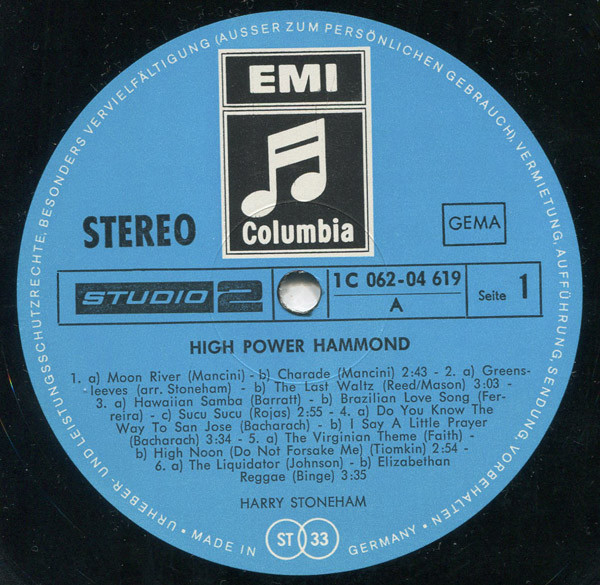 URHEBER- UND LEISTUNGSSCHUTZRECHTE, BESONDERS VERVIELFÄLTIGUNG (AUSSER ZUM PERSÖNLICHEN GEBRAUCH), VERMIETUNG, AUFFÜHRUNG, SENDUNG, VORBEHALTEN •
EMI
Columbia
STEREO
GEMA
STUDIO 2
1 C 062-04 619
A
Seite 1
HIGH POWER HAMMOND
1. a) Moon River (Mancini) - b) Charade (Mancini) 2:43 - 2. a) Greens-
leeves (arr. Stoneham) - b) The Last Waltz (Reed/Mason) 3:03 -
3. a) Hawaiian Samba (Barratt) - b) Brazilian Love Song (Fer-
reira) - c) Sucu Sucu (Rojas) 2:55 - 4. a) Do You Know The
Way To San Jose (Bacharach) - b) I Say A Little Prayer
(Bacharach) 3:34 - 5. a) The Virginian Theme (Faith) -
b) High Noon (Do Not Forsake Me) (Tiomkin) 2:54 -
6. a) The Liquidator (Johnson) - b) Elizabethan
Reggae (Binge) 3:35
HARRY STONEHAM
• MADE IN GERMANY •
ST 33